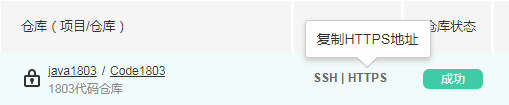 仓库（项目/仓库）
复制HTTPS地址
仓库状态
java1803 / Code1803
1803代码仓库
SSH | HTTPS
成功